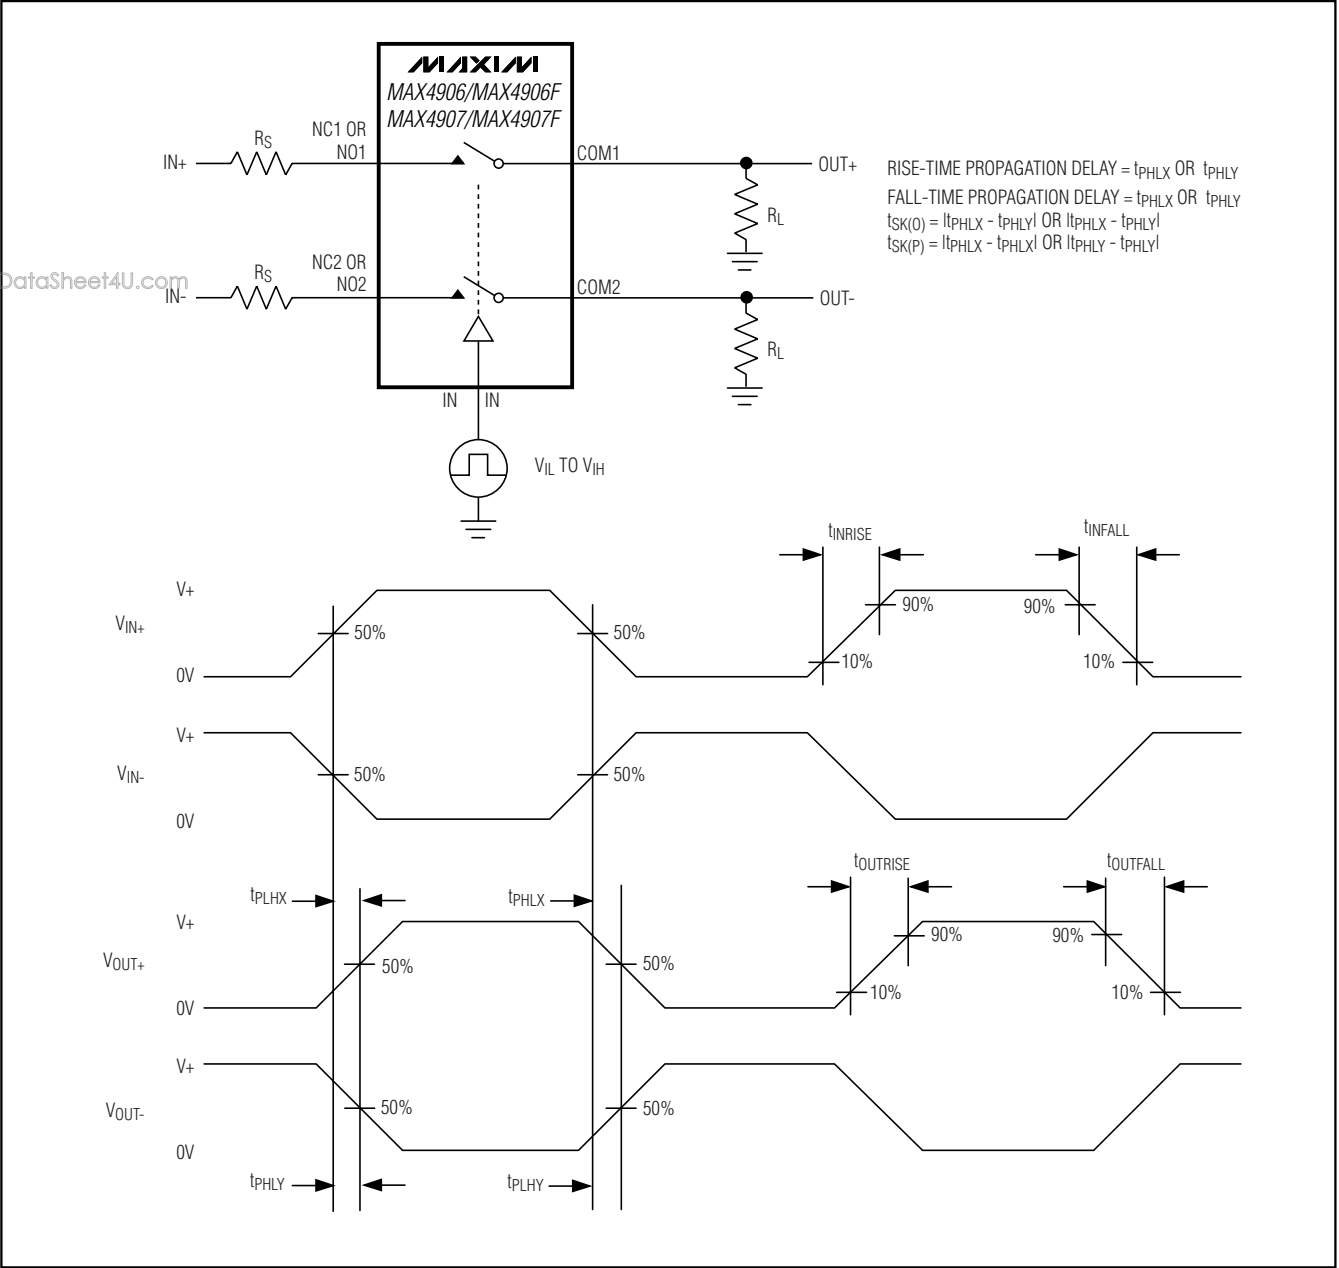 MAXIM
MAX4906/MAX4906F
MAX4907/MAX4907F
NC1 OR
NO1
RS
IN+
COM1
OUT+
RL
RISE-TIME PROPAGATION DELAY = tPHLX OR tPHLY
FALL-TIME PROPAGATION DELAY = tPHLX OR tPHLY
tSK(O) = |tPHLX - tPHLY| OR |tPHLX - tPHLY|
tSK(P) = |tPHLX - tPHLX| OR |tPHLY - tPHLY|
DataSheet4U.com
NC2 OR
NO2
RS
IN-
COM2
OUT-
RL
IN
IN
VIL TO VIH
tINRISE
tINFALL
V+
VIN+
0V
50%
50%
90%
90%
10%
10%
V+
VIN-
0V
50%
50%
tOUTRISE
tOUTFALL
tPLHX
tPHLX
V+
VOUT+
0V
50%
50%
90%
90%
10%
10%
V+
VOUT-
0V
50%
50%
tPHLY
tPLHY